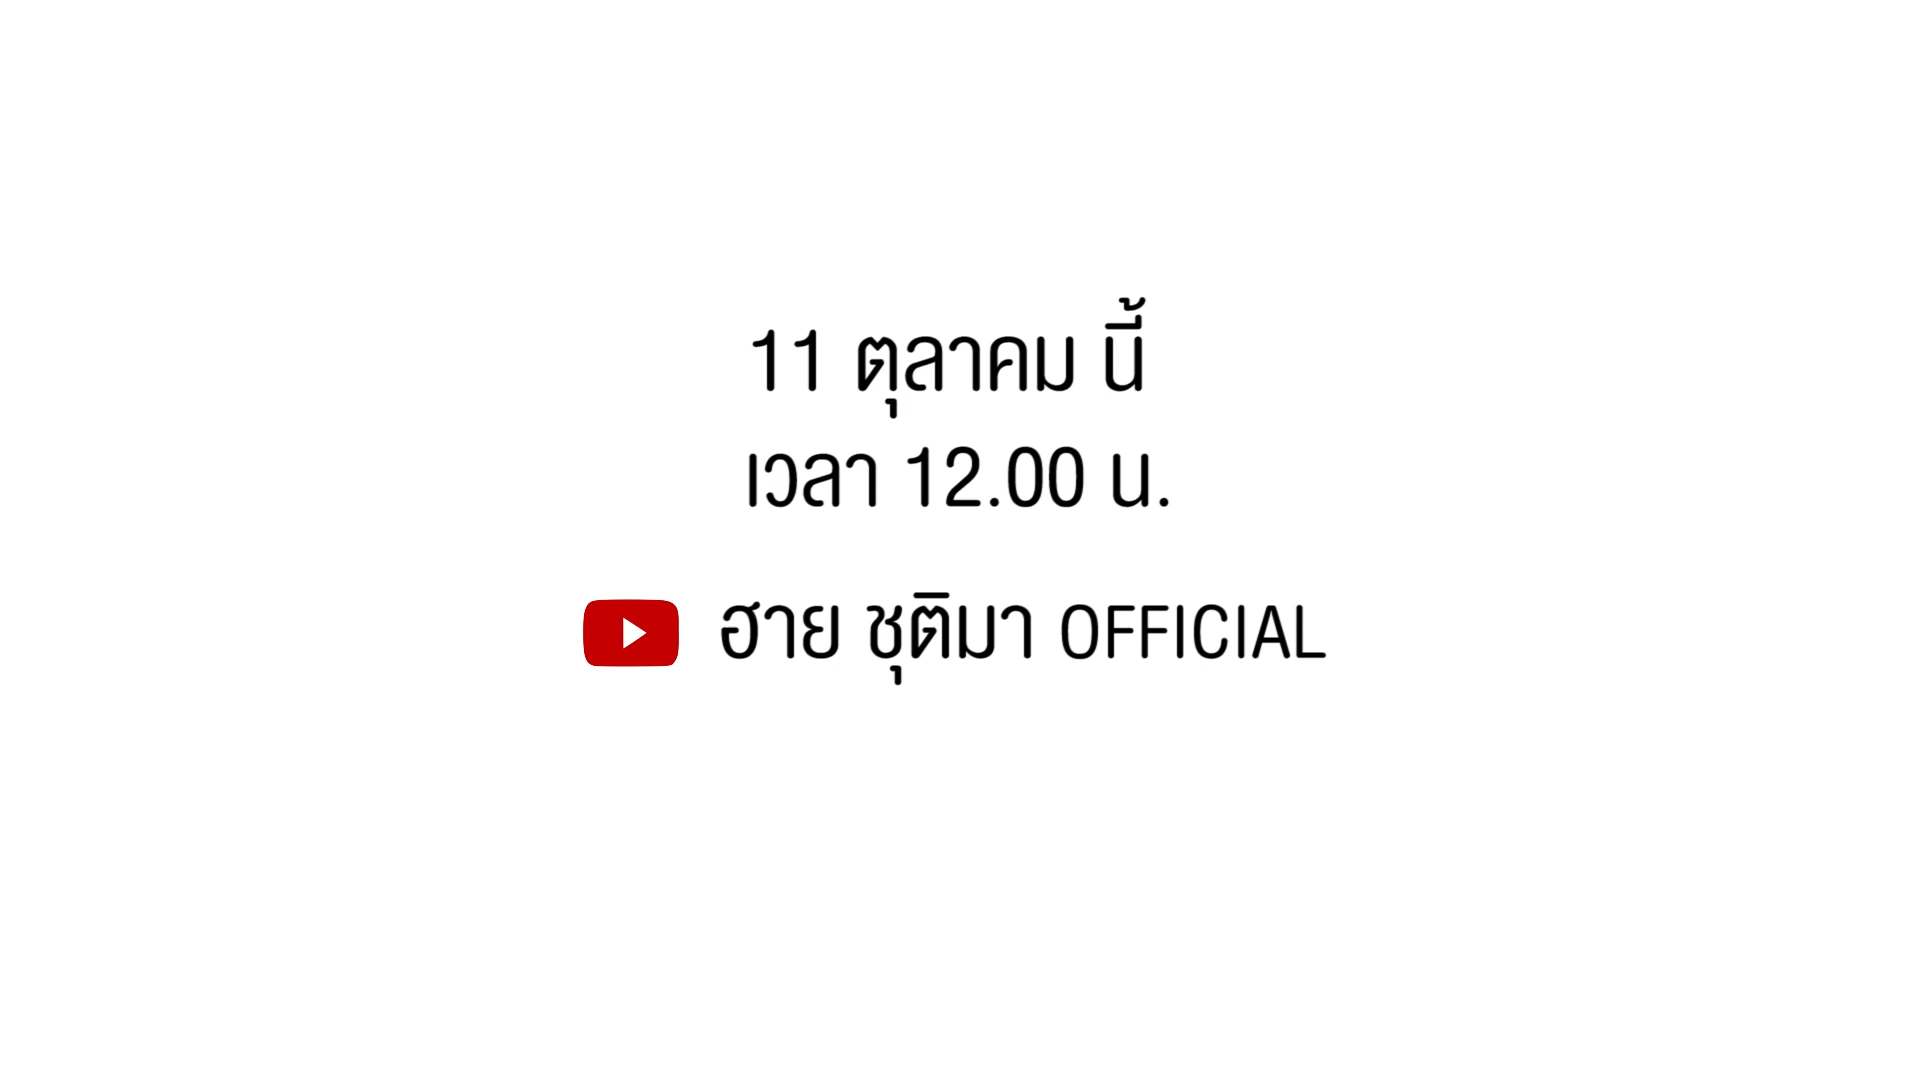 11 ตุลาคม นี้
เวลา 12.00 น.
ฮาย ชุติมา OFFICIAL